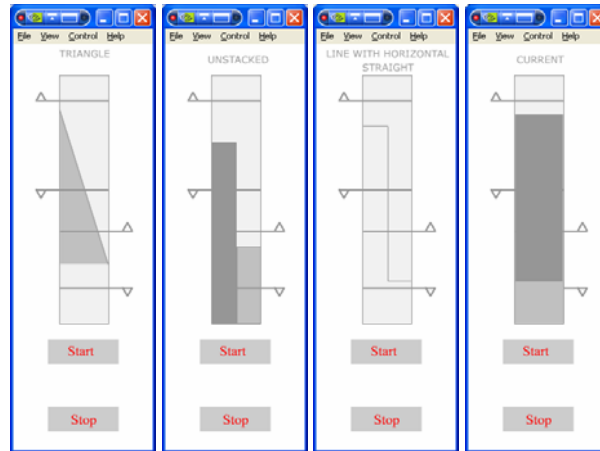 File View Control Help
TRIANGLE
Start
Stop
File View Control Help
UNSTACKED
Start
Stop
File View Control Help
LINE WITH HORIZONTAL
STRAIGHT
Start
Stop
File View Control Help
CURRENT
Start
Stop